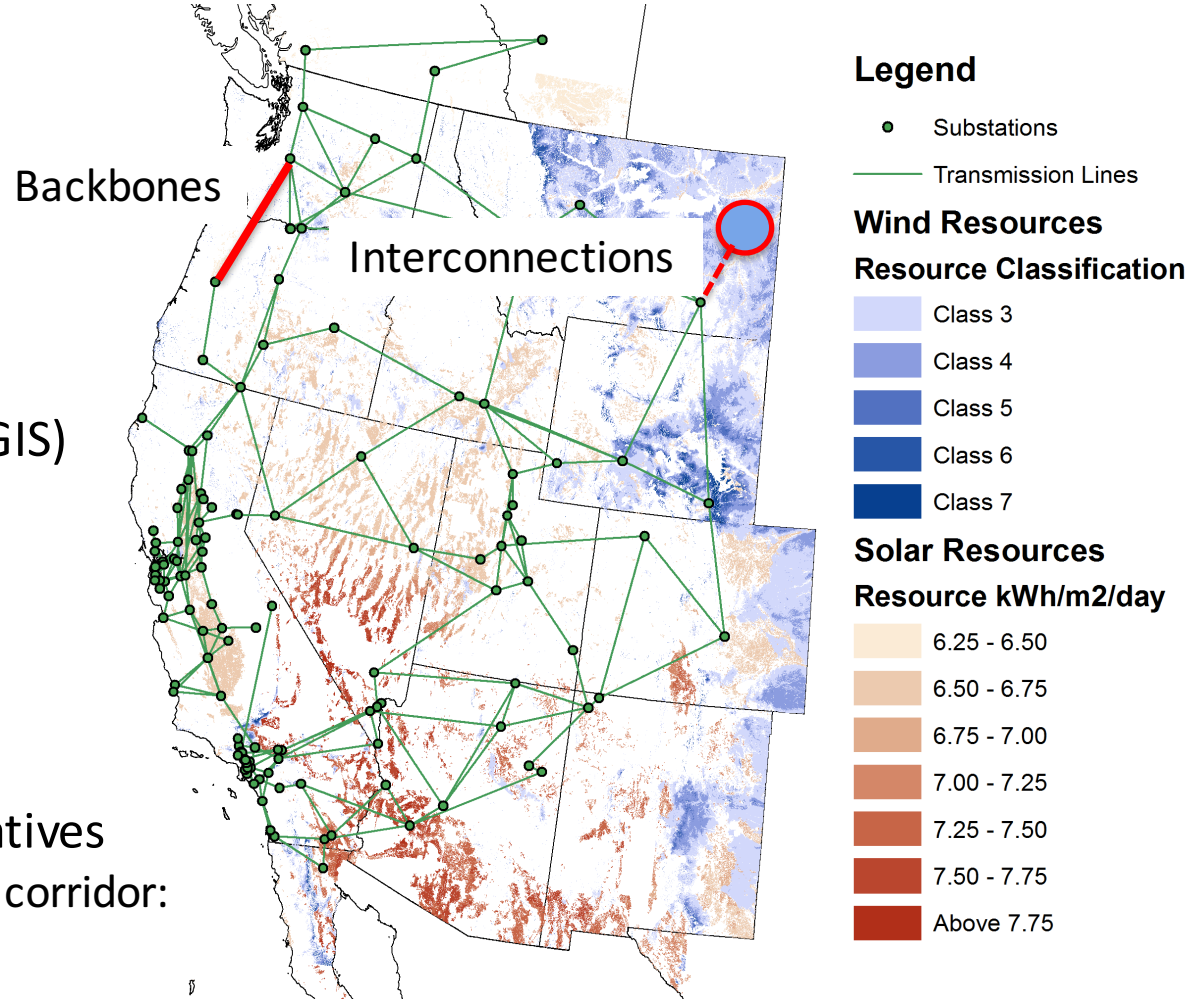 Backbones
Interconnections
GIS)
atives
corridor:
Legend
Substations
Transmission Lines
Wind Resources
Resource Classification
Class 3
Class 4
Class 5
Class 6
Class 7
Solar Resources
Resource kWh/m2/day
6.25 - 6.50
6.50 - 6.75
6.75 - 7.00
7.00 - 7.25
7.25 - 7.50
7.50 - 7.75
Above 7.75